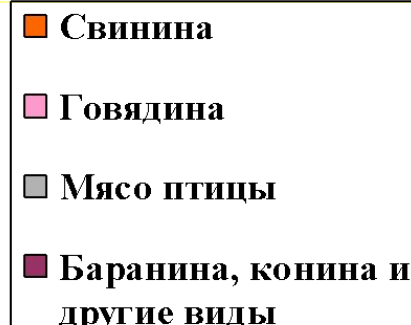 Свинина
Говядина
Мясо птицы
Баранина, конина и
другие виды